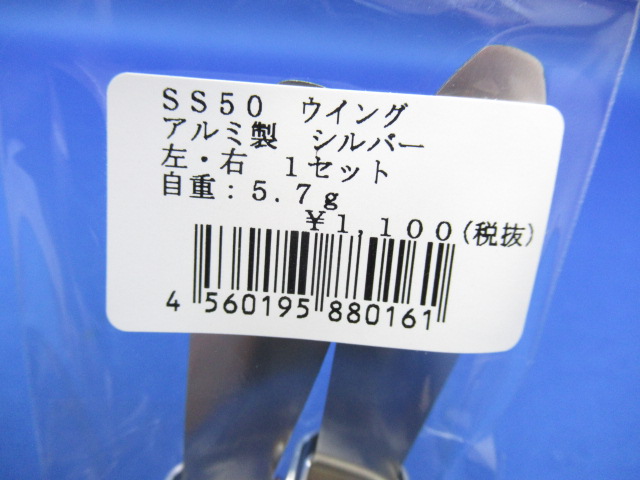 SS50　ウイング
アルミ製　シルバー
左・右　1セット
自重：5.7g
¥1,100(税抜)
4 560195 880161